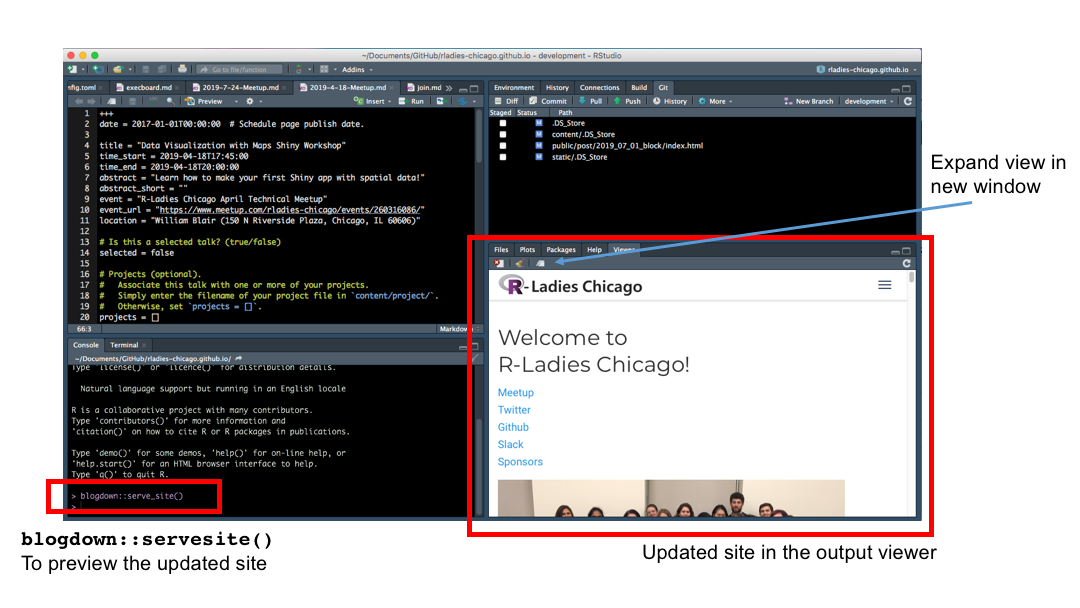 ~/Documents/GitHub/rladies-chicago.github.io - development - RStudio
Go to file/function
Addins
rladies-chicago.github.io
nfig.toml
execboard.md
2019-7-24-Meetup.md
2019-4-18-Meetup.md
join.md
Preview
Insert
Run
1 +++
2 date = 2017-01-01T00:00:00 # Schedule page publish date.
3
4 title = "Data Visualization with Maps Shiny Workshop"
5 time_start = 2019-04-18T17:45:00
6 time_end = 2019-04-18T20:00:00
7 abstract = "Learn how to make your first Shiny app with spatial data!"
8 abstract_short = ""
9 event = "R-Ladies Chicago April Technical Meetup"
10 event_url = "https://www.meetup.com/rladies-chicago/events/260316086/"
11 location = "William Blair (150 N Riverside Plaza, Chicago, IL 60606)"
12
13 # Is this a selected talk? (true/false)
14 selected = false
15
16 # Projects (optional).
17 # Associate this talk with one or more of your projects.
18 # Simply enter the filename of your project file in `content/project/`.
19 # Otherwise, set `projects = []`.
20 projects = []
66:3
Markdown
Environment History Connections Build Git
Diff Commit Pull Push History More New Branch development
Staged Status Path
M .DS_Store
M content/.DS_Store
M public/post/2019_07_01_block/index.html
M static/.DS_Store
Expand view in
new window
Files Plots Packages Help Viewer
R-Ladies Chicago
Welcome to
R-Ladies Chicago!
Meetup
Twitter
Github
Slack
Sponsors
Console Terminal
~/Documents/GitHub/rladies-chicago.github.io/
Type 'license()' or 'licence()' for distribution details.
Natural language support but running in an English locale
R is a collaborative project with many contributors.
Type 'contributors()' for more information and
'citation()' on how to cite R or R packages in publications.
Type 'demo()' for some demos, 'help()' for on-line help, or
'help.start()' for an HTML browser interface to help.
Type 'q()' to quit R.
> blogdown::serve_site()
>
blogdown::servesite()
To preview the updated site
Updated site in the output viewer